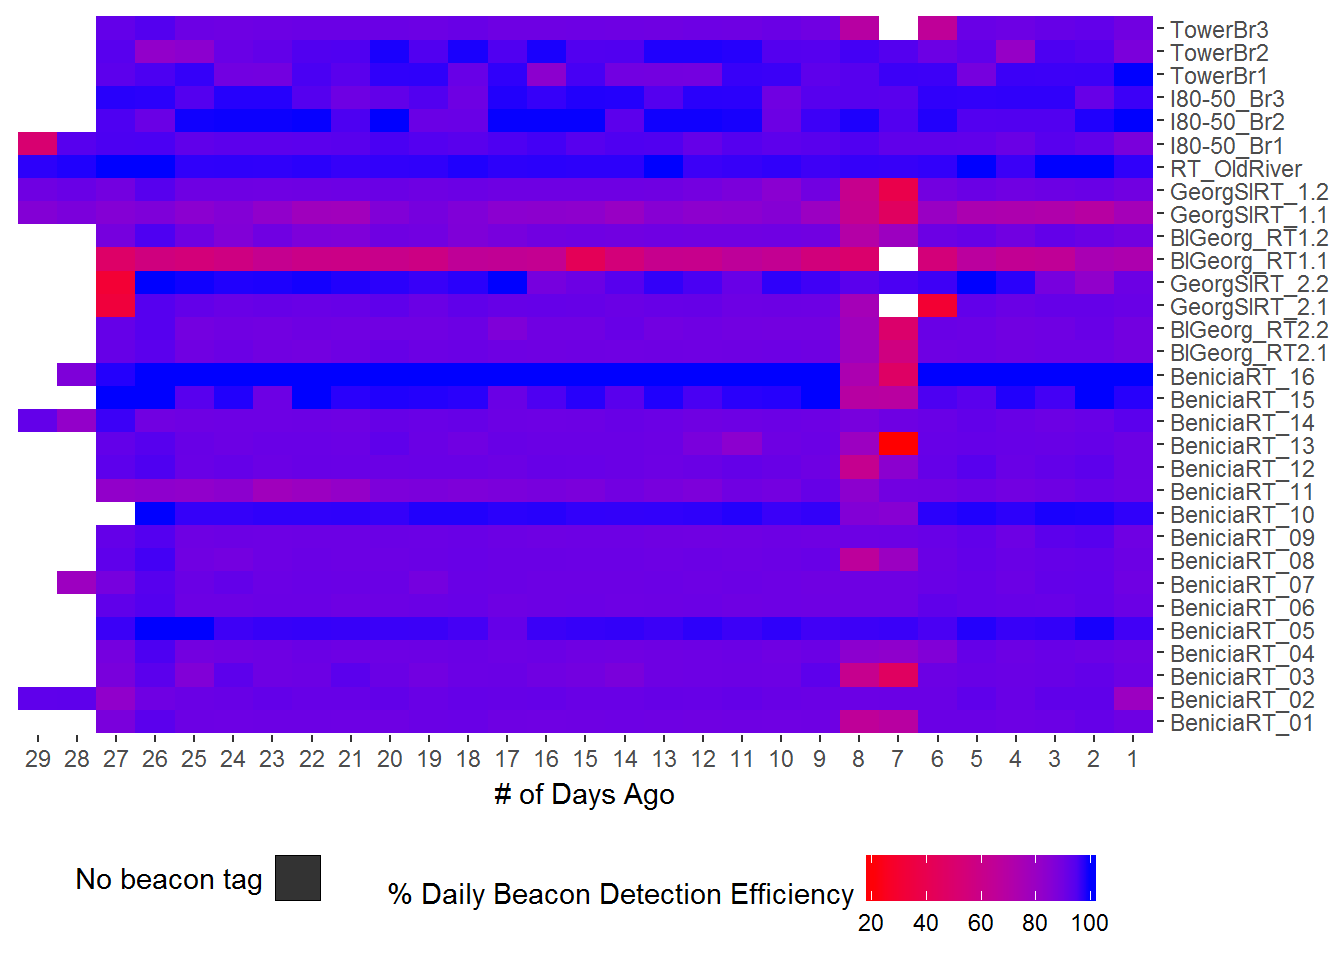 TowerBr3
TowerBr2
TowerBr1
I80-50_Br3
I80-50_Br2
I80-50_Br1
RT_OldRiver
GeorgSlRT_1.2
GeorgSlRT_1.1
BlGeorg_RT1.2
BlGeorg_RT1.1
GeorgSlRT_2.2
GeorgSlRT_2.1
BlGeorg_RT2.2
BlGeorg_RT2.1
BeniciaRT_16
BeniciaRT_15
BeniciaRT_14
BeniciaRT_13
BeniciaRT_12
BeniciaRT_11
BeniciaRT_10
BeniciaRT_09
BeniciaRT_08
BeniciaRT_07
BeniciaRT_06
BeniciaRT_05
BeniciaRT_04
BeniciaRT_03
BeniciaRT_02
BeniciaRT_01
29 28 27 26 25 24 23 22 21 20 19 18 17 16 15 14 13 12 11 10 9 8 7 6 5 4 3 2 1
# of Days Ago
No beacon tag
% Daily Beacon Detection Efficiency
20 40 60 80 100